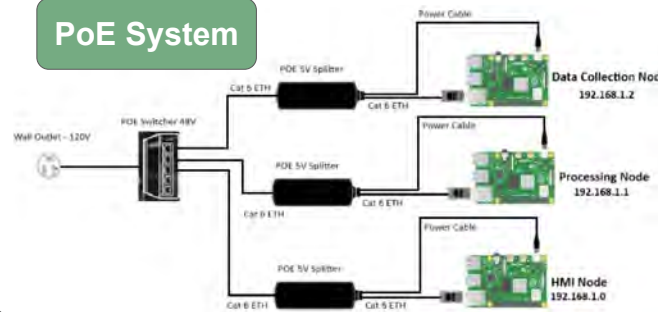 PoE System
Power Cable
POE 5V Splitter
Data Collection Nod
Cat 6 ETH
192.168.1.2
Cat 6 ETH
POE Switcher 48V
Power Cable
Wall Outlet - 120V
POE 5V Splitter
Processing Node
192.168.1.1
Cat 6 ETH
Cat 6 ETH
Power Cable
POE 5V Splitter
HMI Node
192.168.1.0
Cat 6 ETH
Cat 6 ETH